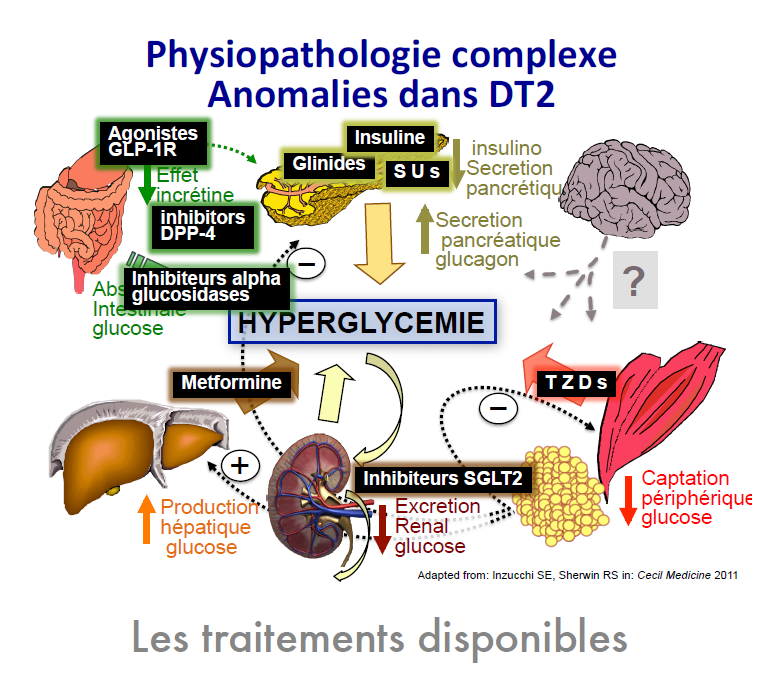 Physiopathologie complexe
Anomalies dans DT2
Agonistes
GLP-1R
Effet
incrétine
inhibitors
DPP-4
Inhibiteurs alpha
glucosidases
Intestinale
glucose
Insuline
Glinides
S U s
insulino
Secretion
Secretion
pancréatique
glucagon
?
–
HYPERGLYCEMIE
Metformine
T Z D s
–
+
Inhibiteurs SGLT2
Production
hépatique
glucose
Excretion
Renal
glucose
Captation
périphérique
glucose
Adapted from: Inzucchi SE, Sherwin RS in: Cecil Medicine 2011
Les traitements disponibles